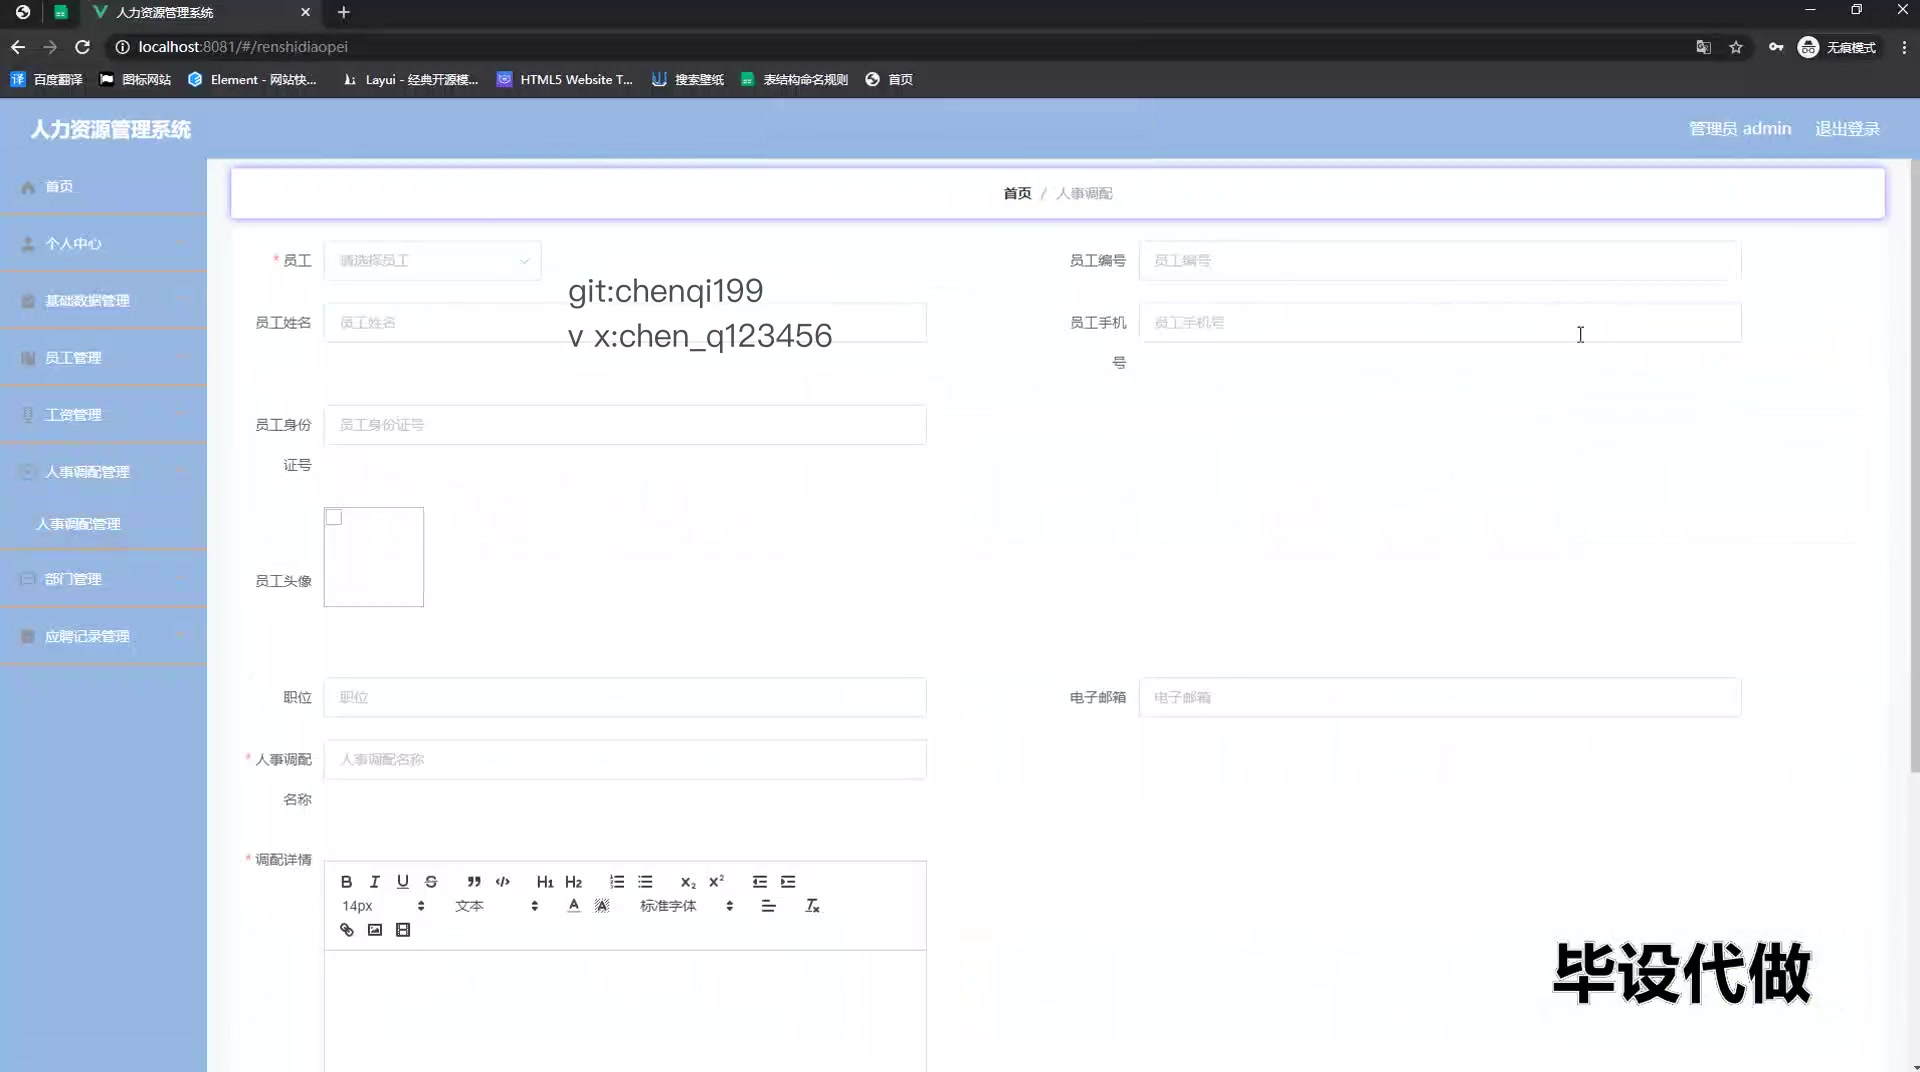 人力资源管理系统
localhost:8081/#/renshidiaopei
无痕模式
百度翻译
图标网站
Element - 网站快...
Layui - 经典开源模...
HTML5 Website T...
搜索壁纸
表结构命名规则
首页
人力资源管理系统
管理员 admin
退出登录
首页
个人中心
基础数据管理
员工管理
工资管理
人事调配管理
人事调配管理
部门管理
应聘记录管理
首页 / 人事调配
* 员工
请选择员工
员工编号
员工编号
git:chenqi199
v x:chen_q123456
员工姓名
员工姓名
员工手机
号
员工手机号
员工身份
证号
员工身份证号
员工头像
职位
职位
电子邮箱
电子邮箱
* 人事调配
名称
人事调配名称
* 调配详情
B I U S ” </> H1 H2 x2 x2
14px 文本 A A 标准字体 Tx
毕设代做